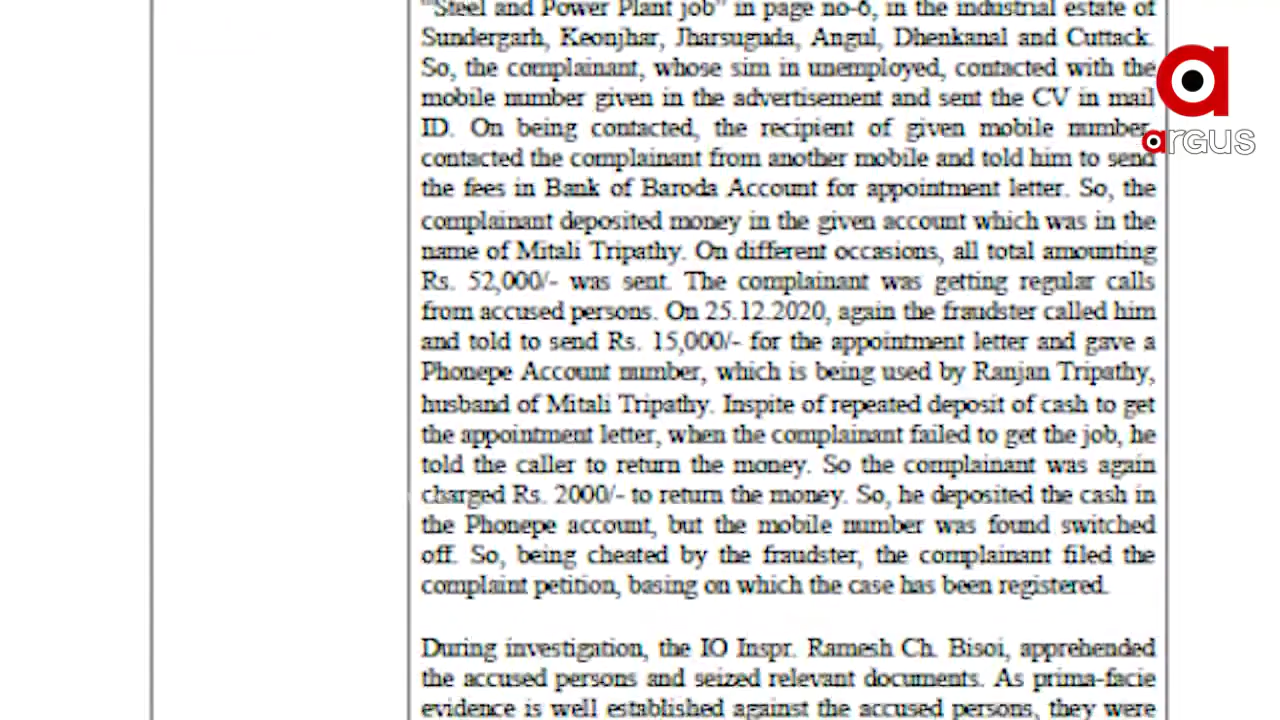 "Steel and Power Plant job" in page no-6, in the industrial estate of
Sundergarh, Keonjhar, Jharsuguda, Angul, Dhenkanal and Cuttack.
So, the complainant, whose sim in unemployed, contacted with the
mobile number given in the advertisement and sent the CV in mail
ID. On being contacted, the recipient of given mobile number,
contacted the complainant from another mobile and told him to send
the fees in Bank of Baroda Account for appointment letter. So, the
complainant deposited money in the given account which was in the
name of Mitali Tripathy. On different occasions, all total amounting
Rs. 52,000/- was sent. The complainant was getting regular calls
from accused persons. On 25.12.2020, again the fraudster called him
and told to send Rs. 15,000/- for the appointment letter and gave a
Phonepe Account number, which is being used by Ranjan Tripathy,
husband of Mitali Tripathy. Inspite of repeated deposit of cash to get
the appointment letter, when the complainant failed to get the job, he
told the caller to return the money. So the complainant was again
charged Rs. 2000/- to return the money. So, he deposited the cash in
the Phonepe account, but the mobile number was found switched
off. So, being cheated by the fraudster, the complainant filed the
complaint petition, basing on which the case has been registered.
During investigation, the IO Inspr. Ramesh Ch. Bisoi, apprehended
the accused persons and seized relevant documents. As prima-facie
evidence is well established against the accused persons, they were
argus